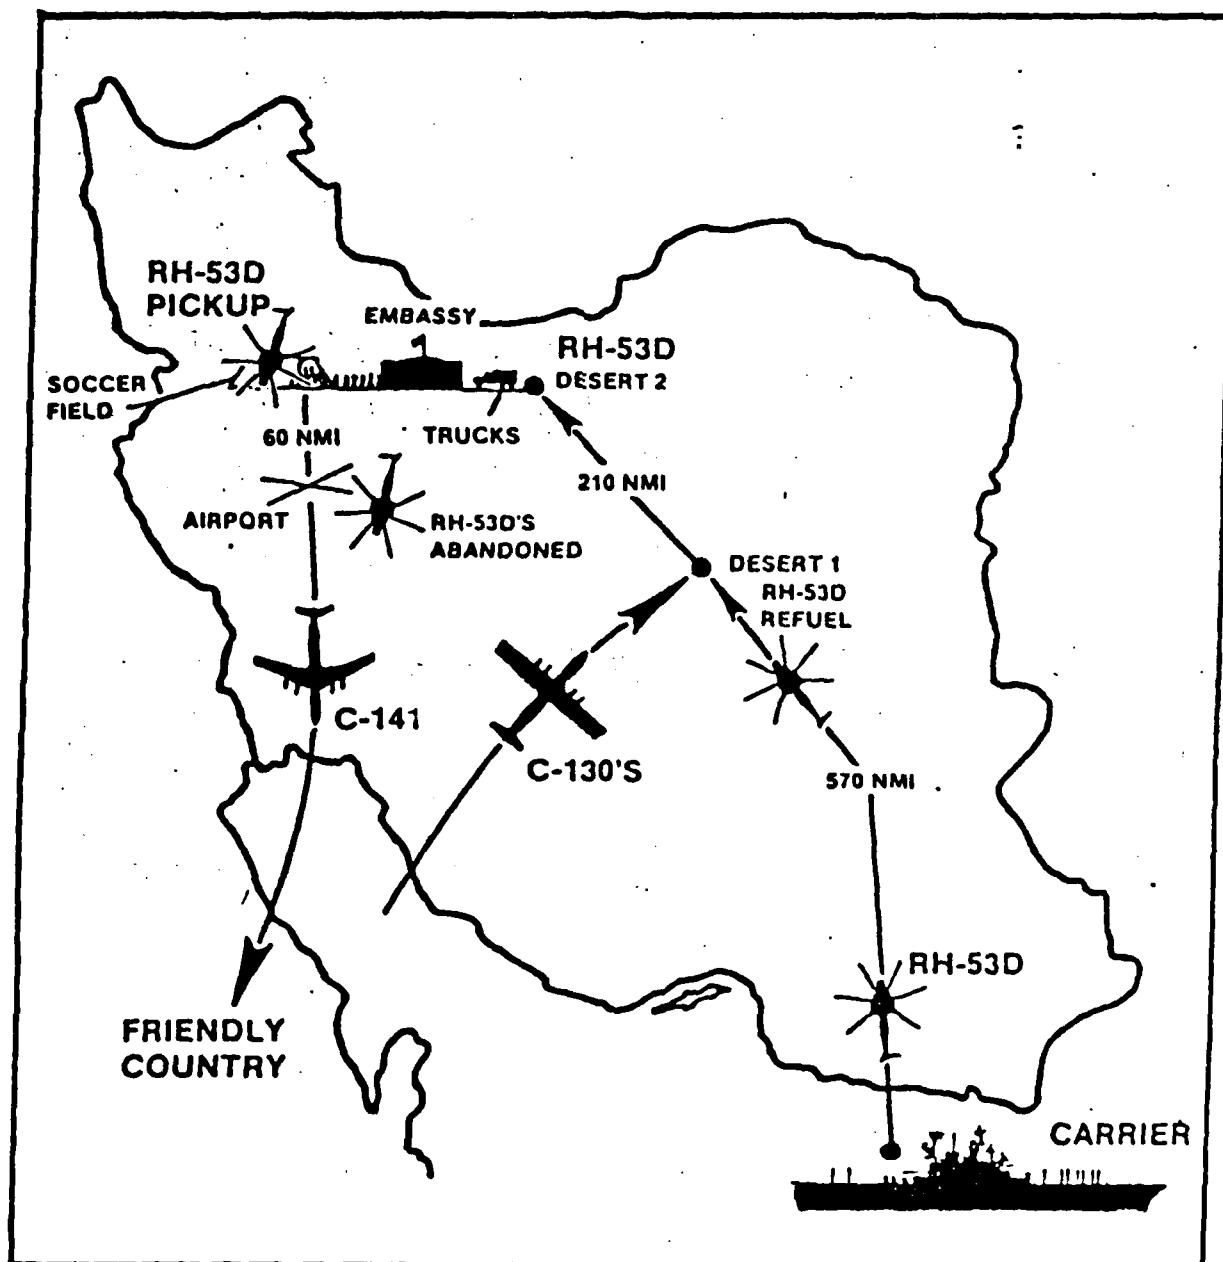 RH-53D
PICKUP
EMBASSY
RH-53D
DESERT 2
SOCCER
FIELD
60 NMI
TRUCKS
210 NMI
AIRPORT
RH-53D'S
ABANDONED
DESERT 1
RH-53D
REFUEL
C-141
C-130'S
570 NMI
RH-53D
FRIENDLY
COUNTRY
CARRIER